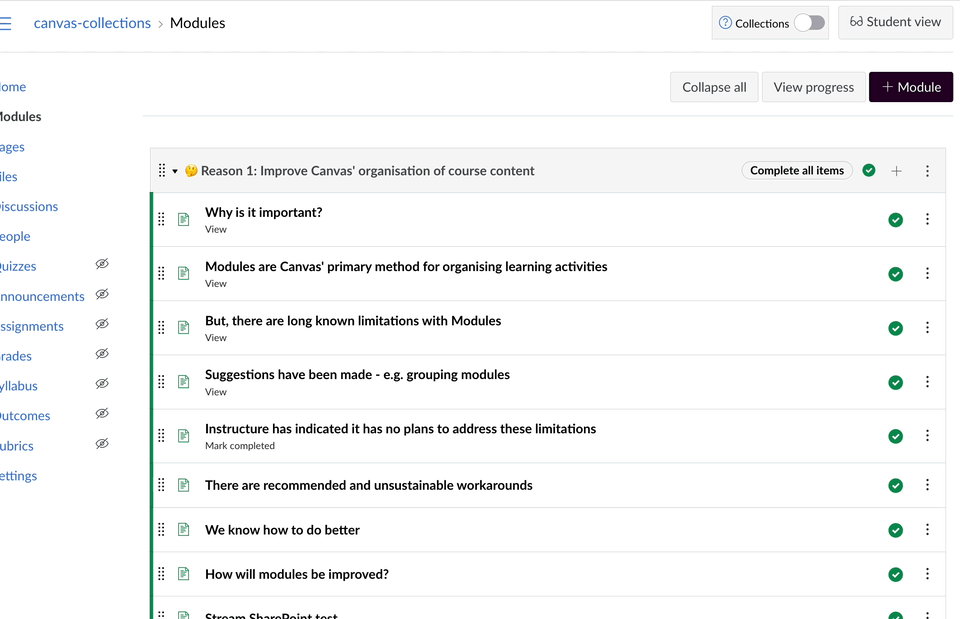 canvas-collections › Modules
Collections
Student view
Collapse all
View progress
+ Module
ome
Modules
ages
iles
iscussions
eople
uizzes
nnouncements
ssignments
rades
yllabus
utcomes
ubrics
ettings
🤔 Reason 1: Improve Canvas' organisation of course content
Complete all items
Why is it important?
View
Modules are Canvas' primary method for organising learning activities
View
But, there are long known limitations with Modules
View
Suggestions have been made - e.g. grouping modules
View
Instructure has indicated it has no plans to address these limitations
Mark completed
There are recommended and unsustainable workarounds
We know how to do better
How will modules be improved?
Stream SharePoint test